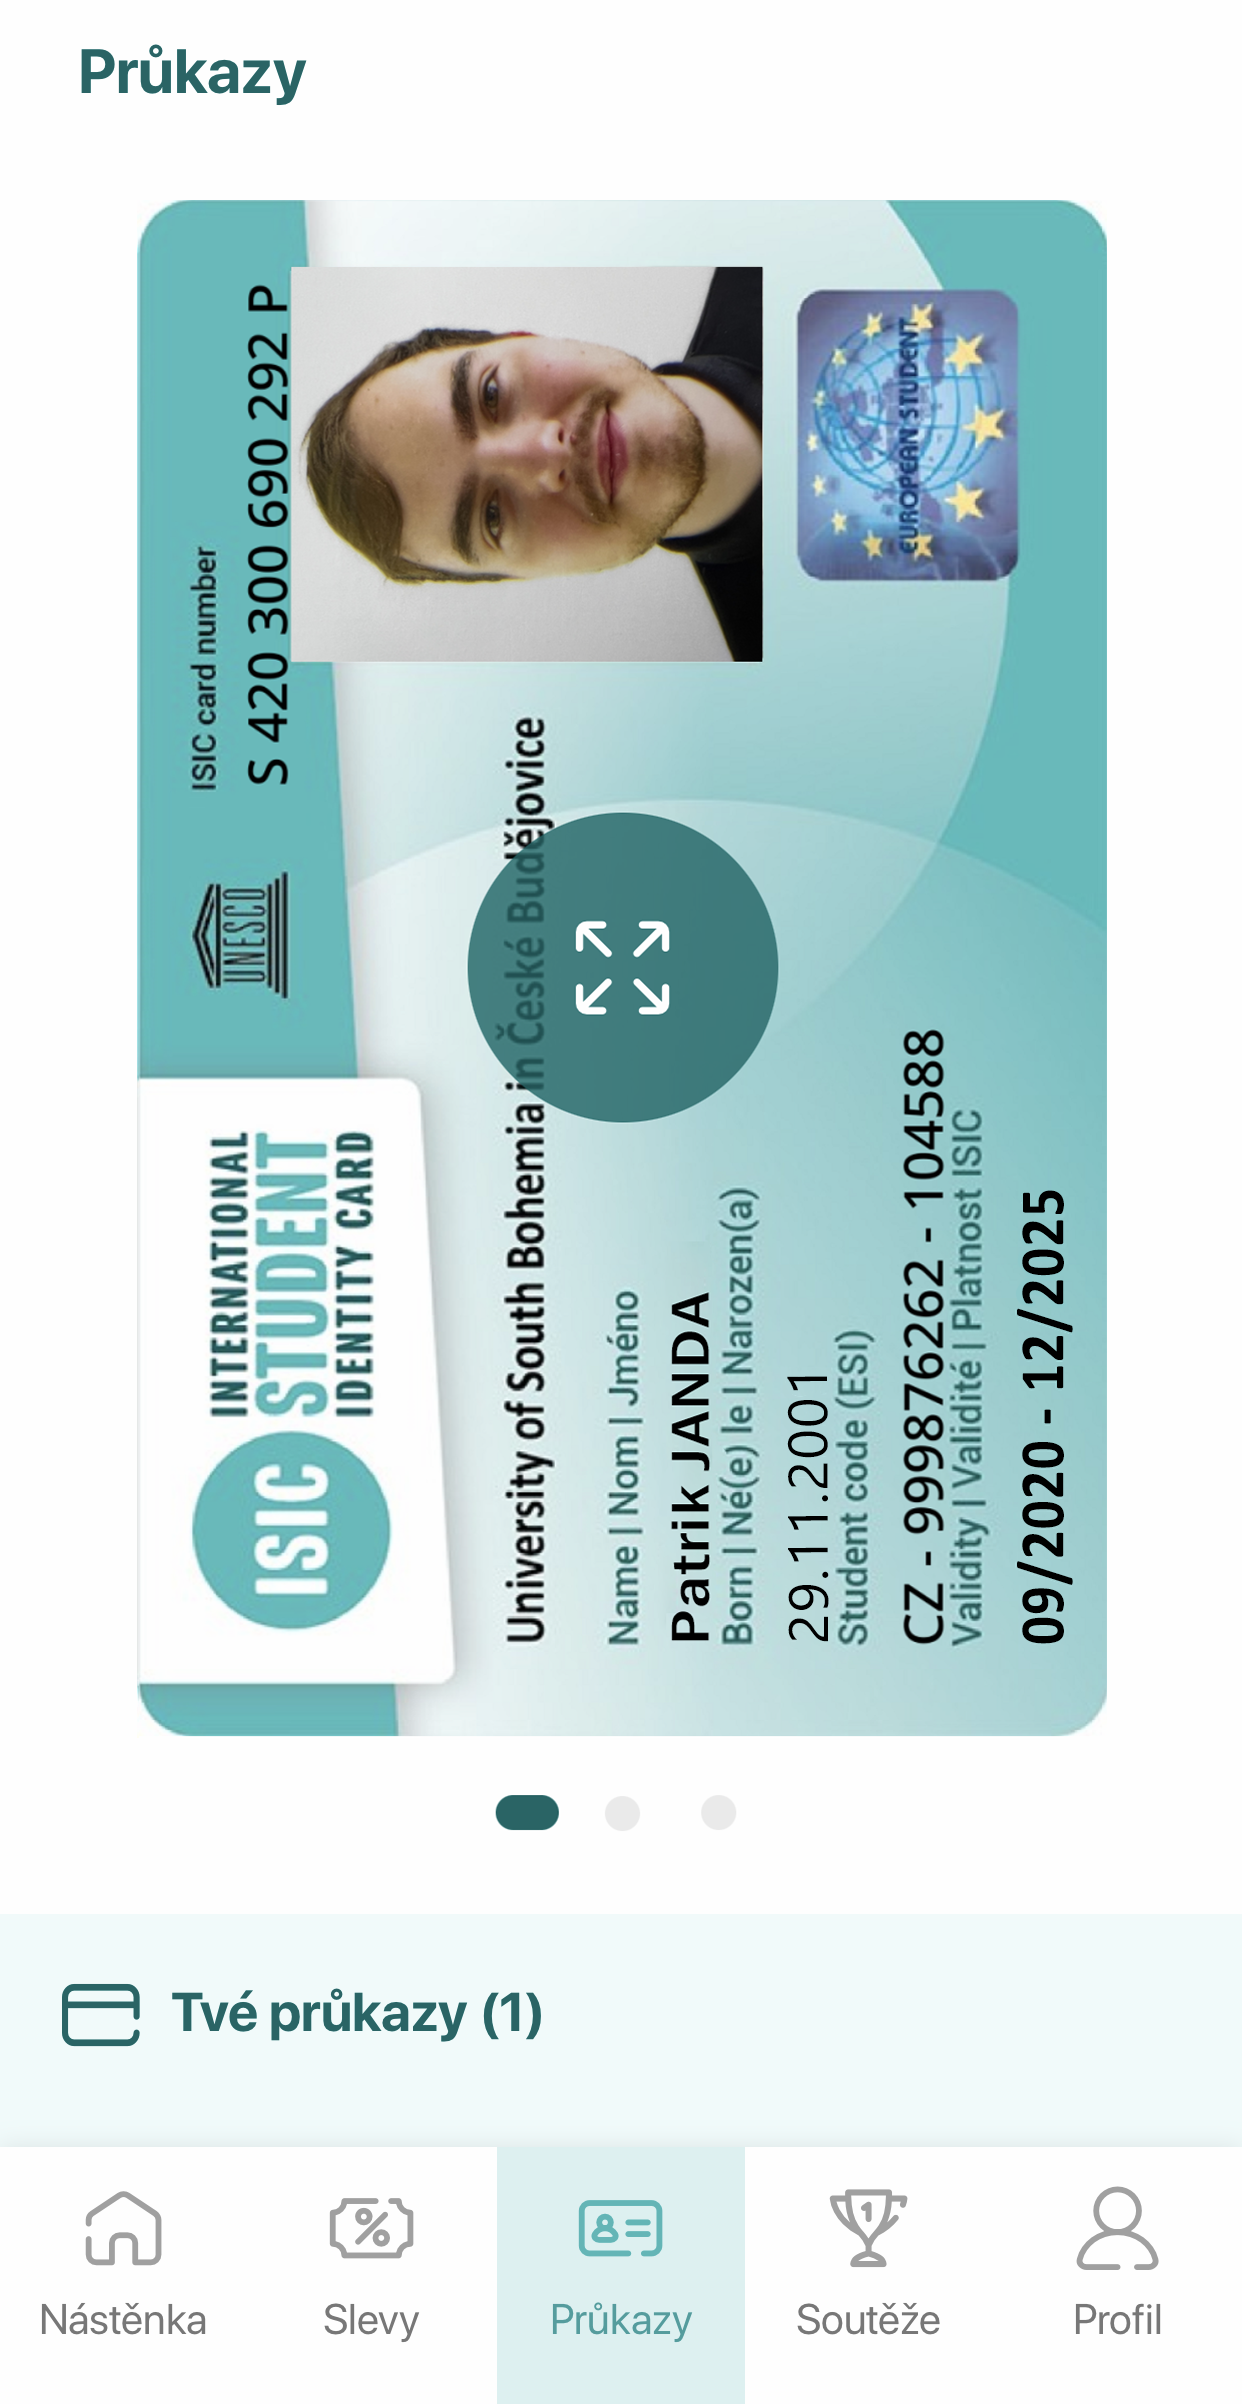 Průkazy
ISIC
INTERNATIONAL
STUDENT
IDENTITY CARD
UNESCO
ISIC card number
S 420 300 690 292 P
University of South Bohemia in České Budějovice
Name | Nom | Jméno
Patrik JANDA
Born | Né(e) le | Narozen(a)
29.11.2001
Student code (ESI)
CZ - 999876262 - 104588
Validity | Validité | Platnost ISIC
09/2020 - 12/2025
EUROPEAN STUDENT
Tvé průkazy (1)
Nástěnka
Slevy
Průkazy
1
Soutěže
Profil